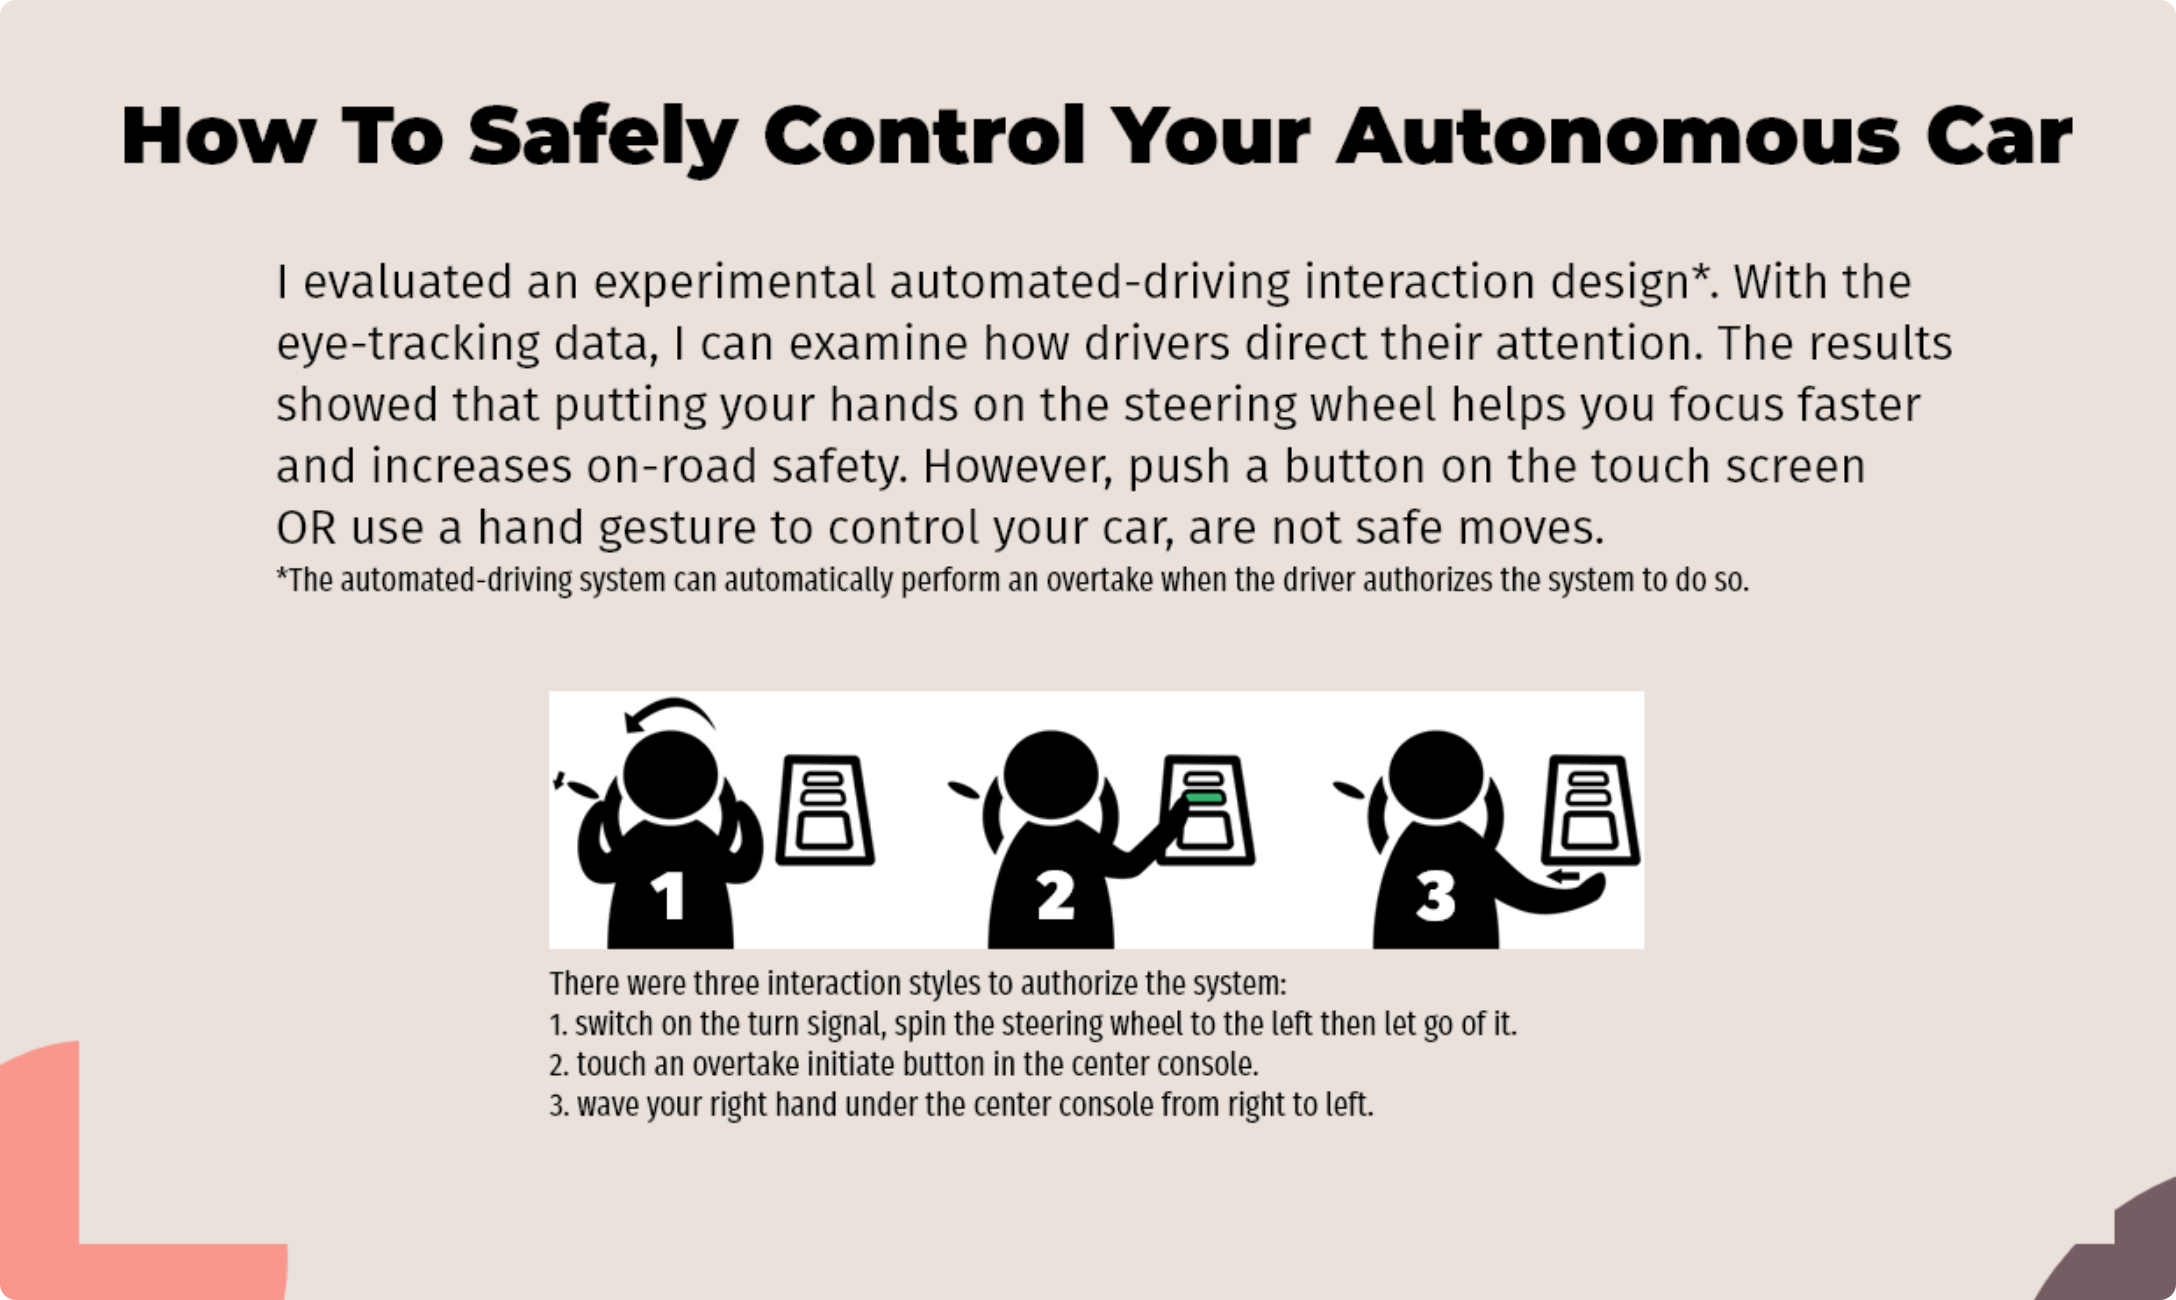 How To Safely Control Your Autonomous Car
I evaluated an experimental automated-driving interaction design*. With the
eye-tracking data, I can examine how drivers direct their attention. The results
showed that putting your hands on the steering wheel helps you focus faster
and increases on-road safety. However, push a button on the touch screen
OR use a hand gesture to control your car, are not safe moves.
*The automated-driving system can automatically perform an overtake when the driver authorizes the system to do so.
1
2
3
There were three interaction styles to authorize the system:
1. switch on the turn signal, spin the steering wheel to the left then let go of it.
2. touch an overtake initiate button in the center console.
3. wave your right hand under the center console from right to left.